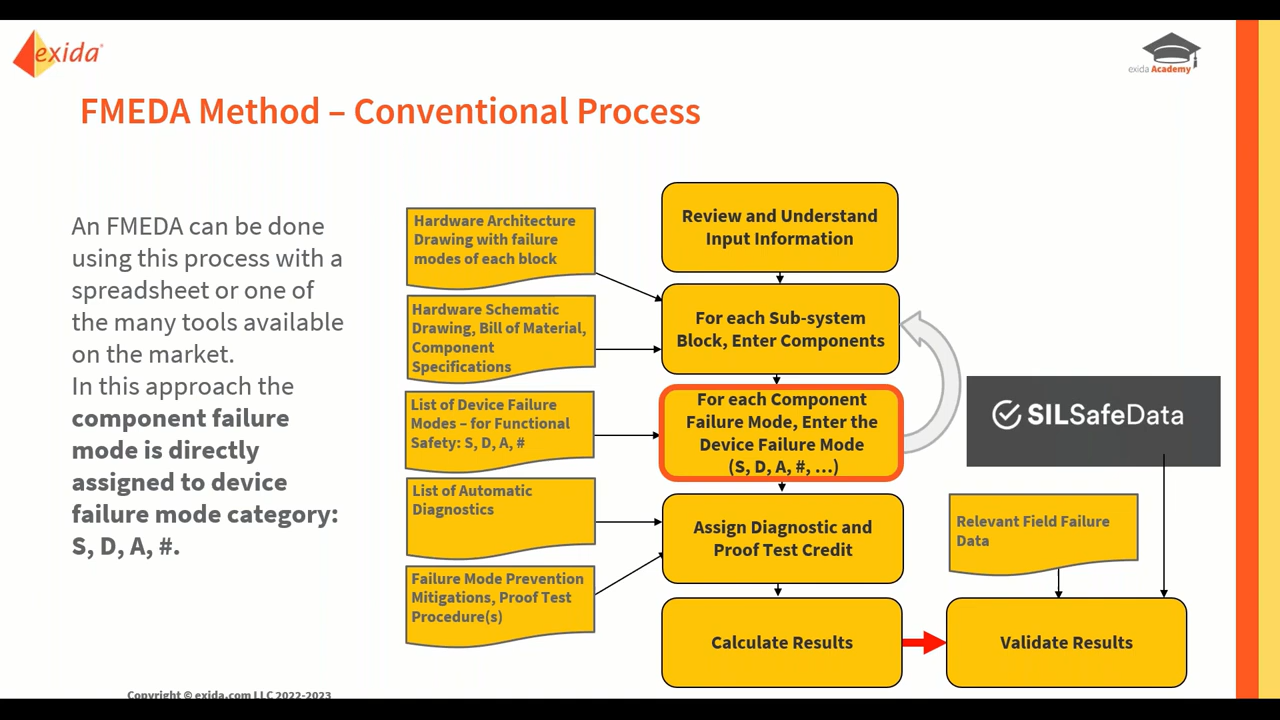 exida®
exida Academy
FMEDA Method – Conventional Process
An FMEDA can be done
using this process with a
spreadsheet or one of
the many tools available
on the market.
In this approach the
component failure
mode is directly
assigned to device
failure mode category:
S, D, A, #.
Hardware Architecture
Drawing with failure
modes of each block
Hardware Schematic
Drawing, Bill of Material,
Component
Specifications
List of Device Failure
Modes – for Functional
Safety: S, D, A, #
List of Automatic
Diagnostics
Failure Mode Prevention
Mitigations, Proof Test
Procedure(s)
Review and Understand
Input Information
For each Sub-system
Block, Enter Components
For each Component
Failure Mode, Enter the
Device Failure Mode
(S, D, A, #, ...)
Assign Diagnostic and
Proof Test Credit
Calculate Results
SILSafeData
Relevant Field Failure
Data
Validate Results
Copyright © exida.com LLC 2022-2023